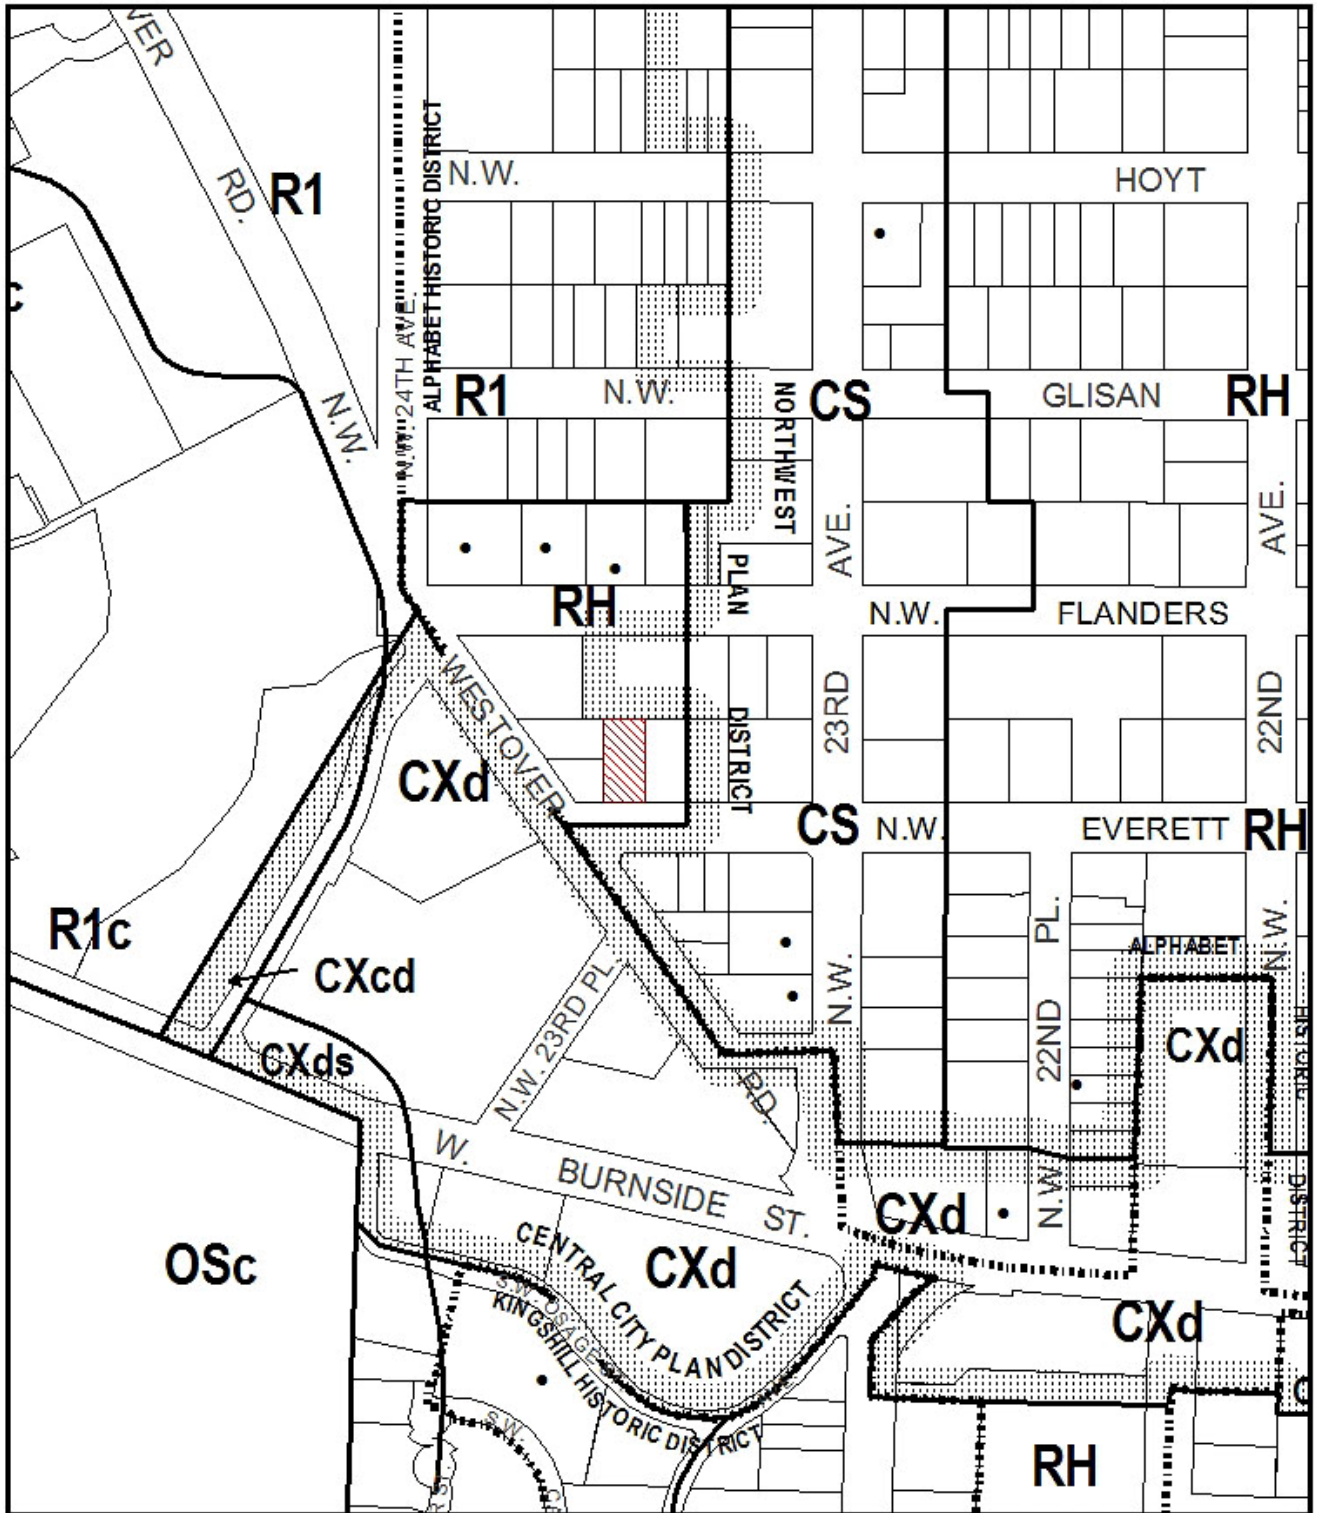 VER
RD.
R1
N.W.
HOYT
ALPHABET HISTORIC DISTRICT
N.W. 24TH AVE.
c
N.W.
R1
N.W.
NORTHWEST
CS
GLISAN
RH
AVE.
AVE.
PLAN
RH
N.W.
FLANDERS
WESTOVER
23RD
22ND
DISTRICT
CXd
CS
N.W.
EVERETT
RH
R1c
PL.
ALPHABET
N.W.
CXcd
N.W. 23RD PL.
N.W.
22ND
CXd
HISTORIC
CXds
RD.
W.
BURNSIDE
ST.
N.W.
DISTRICT
CXd
OSc
CENTRAL CITY PLAN DISTRICT
CXd
S.W. OSAGE
KINGSHILL HISTORIC DISTRICT
CXd
C
S.W.
RH